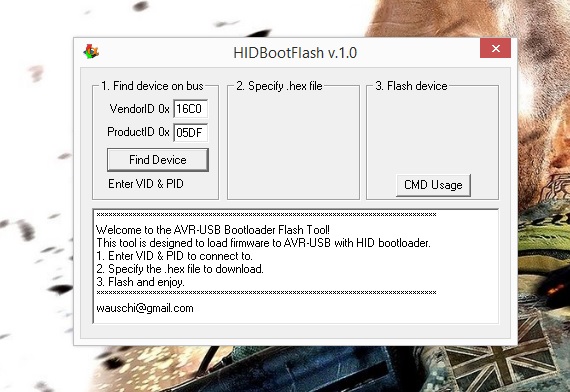 HIDBootFlash v.1.0
1. Find device on bus
VendorID 0x 16C0
ProductID 0x 05DF
Find Device
Enter VID & PID
2. Specify .hex file
3. Flash device
CMD Usage
************************************************************************************
Welcome to the AVR-USB Bootloader Flash Tool!
This tool is designed to load firmware to AVR-USB with HID bootloader.
1. Enter VID & PID to connect to.
2. Specify the .hex file to download.
3. Flash and enjoy.
************************************************************************************
wauschi@gmail.com